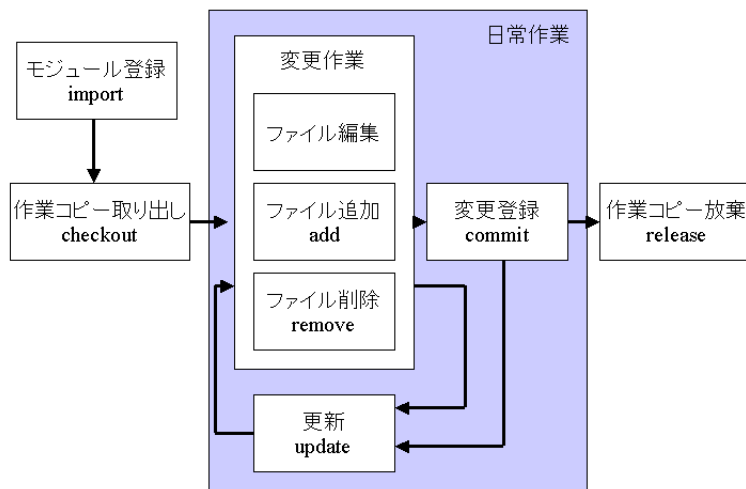 日常作業
モジュール登録
import
変更作業
ファイル編集
作業コピー取り出し
checkout
ファイル追加
add
変更登録
commit
作業コピー放棄
release
ファイル削除
remove
更新
update